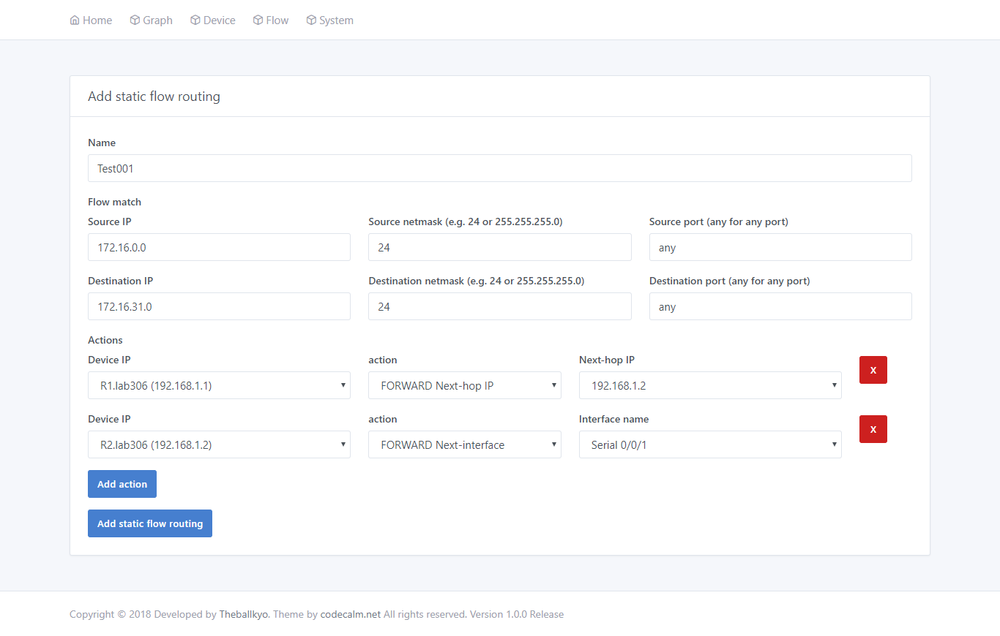 Home Graph Device Flow System
Add static flow routing
Name
Test001
Flow match
Source IP Source netmask (e.g. 24 or 255.255.255.0) Source port (any for any port)
172.16.0.0 24 any
Destination IP Destination netmask (e.g. 24 or 255.255.255.0) Destination port (any for any port)
172.16.31.0 24 any
Actions
Device IP action Next-hop IP
R1.lab306 (192.168.1.1) FORWARD Next-hop IP 192.168.1.2 X
Device IP action Interface name
R2.lab306 (192.168.1.2) FORWARD Next-interface Serial 0/0/1 X
Add action
Add static flow routing
Copyright © 2018 Developed by Theballkyo. Theme by codecalm.net All rights reserved. Version 1.0.0 Release